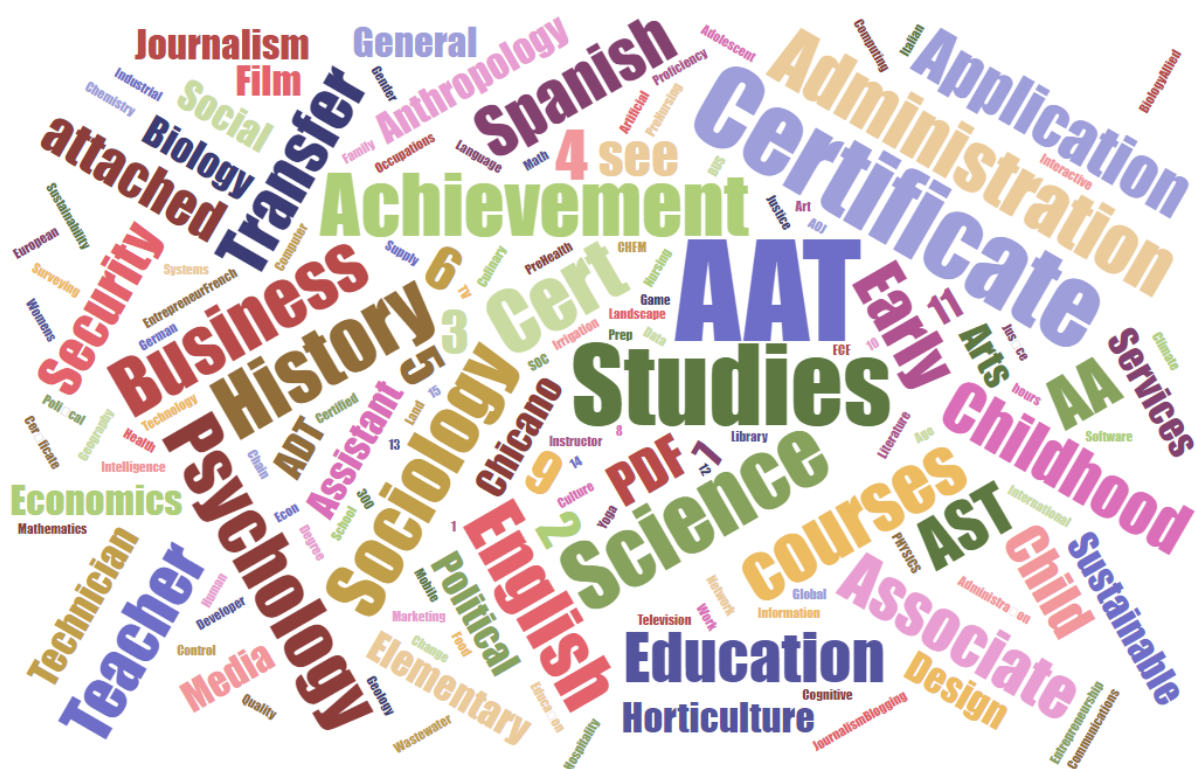 Journalism
Film
General
Industrial
Chemistry
Social
Gender
Anthropology
Spanish
Adolescent
Proficiency
Computing
Italian
Application
BiologyAllied
Administration
attached
Biology
Transfer
Family
Occupations
Language
Math
4
Artificial
PreNursing
see
Certificate
BUS
Interactive
Sustainability
European
Surveying
Womens
Security
Systems
Computer
EntrepreneurFrench
German
Achievement
Justice
Art
AOJ
Supply
6
TV
Culinary
PreHealth
CHEM
Nursing
Game
Landscape
Prep
Data
Irrigation
Cert
3
AAT
Early
11
10
ECE
Arts
hours
AA
Services
Climate
Software
Business
History
5
15
Land
Certified
Technology
Health
Intelligence
Geography
Economics
Mathematics
ADT
Chain
Assistant
13
Econ
300
School
Degree
Sociology
SOC
Chicano
Studies
Instructor
8
9
14
Culture
Yoga
PDF
7
12
Library
Literature
Age
Childhood
Psychology
Science
2
1
English
courses
AST
PHYSICS
International
Technician
Teacher
Human
Developer
Control
Media
Quality
Geology
Mobile
Marketing
Political
Change
Food
Elementary
Wastewater
Hospitality
Network
Work
Television
Information
Global
Associate
Child
Sustainable
Education
Cognitive
Horticulture
JournalismBlogging
Design
Entrepreneurship
Communications